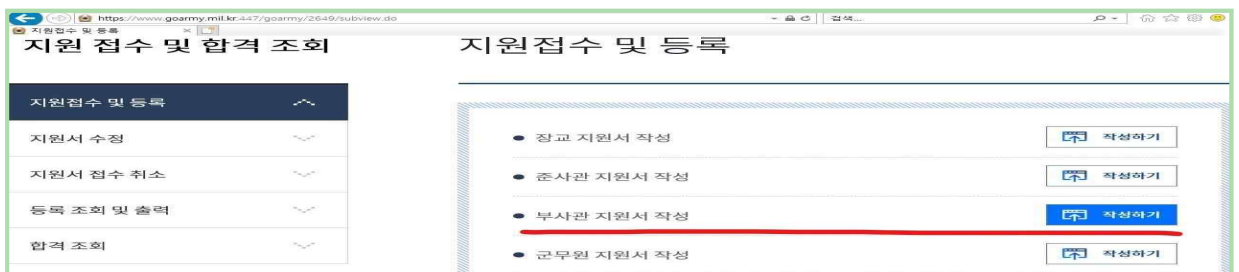 https://www.goarmy.mil.kr:447/goarmy/2649/subview.do
검색...
지원접수 및 등록
지원 접수 및 합격 조회
지원접수 및 등록
지원서 수정
지원서 접수 취소
등록 조회 및 출력
합격 조회
지원접수 및 등록
장교 지원서 작성 작성하기
준사관 지원서 작성 작성하기
부사관 지원서 작성 작성하기
군무원 지원서 작성 작성하기